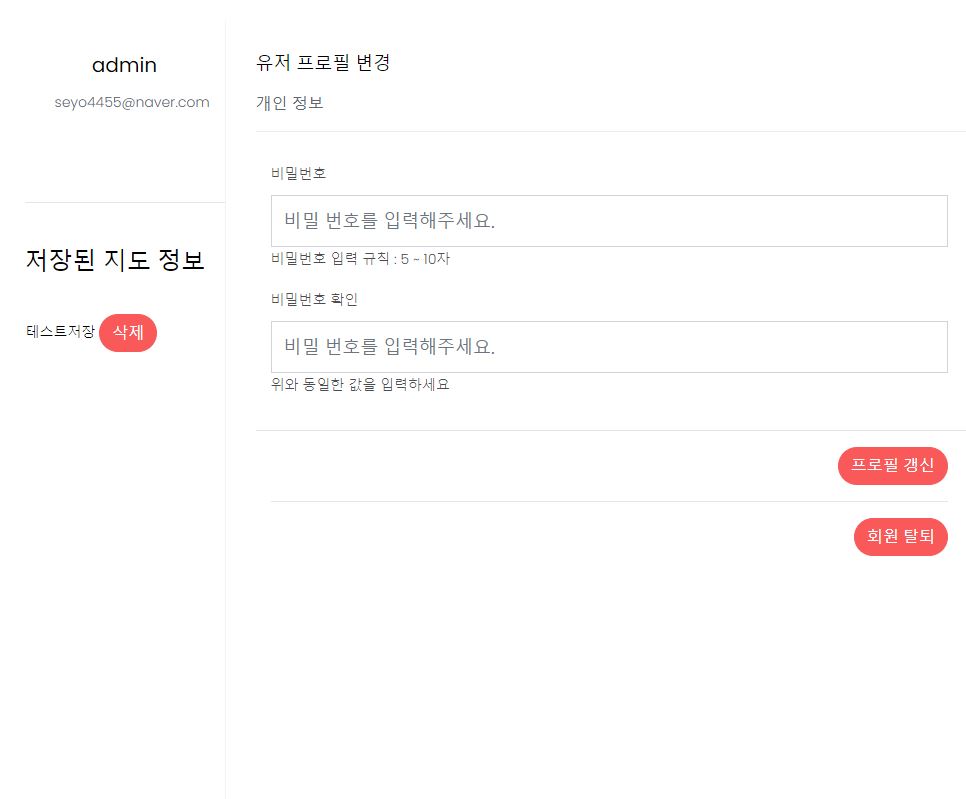 admin
seyo4455@naver.com
저장된 지도 정보
테스트저장 삭제
유저 프로필 변경
개인 정보
비밀번호
비밀 번호를 입력해주세요.
비밀번호 입력 규칙 : 5 ~ 10자
비밀번호 확인
비밀 번호를 입력해주세요.
위와 동일한 값을 입력하세요
프로필 갱신
회원 탈퇴